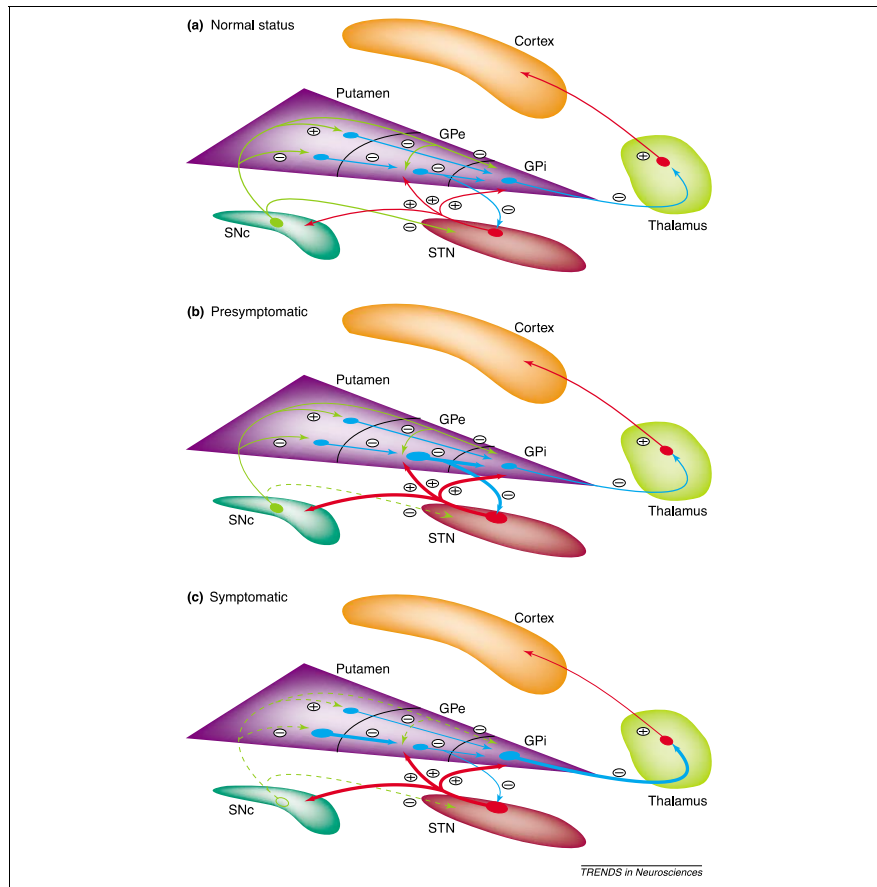 (a) Normal status
Cortex
Putamen
GPe
GPi
SNc
STN
Thalamus
+
−
−
−
−
−
+
+
−
−
−
+
(b) Presymptomatic
Cortex
Putamen
GPe
GPi
SNc
STN
Thalamus
+
−
−
−
−
−
+
+
−
−
−
+
(c) Symptomatic
Cortex
Putamen
GPe
GPi
SNc
STN
Thalamus
+
−
−
−
−
−
+
+
−
−
−
+
TRENDS in Neurosciences